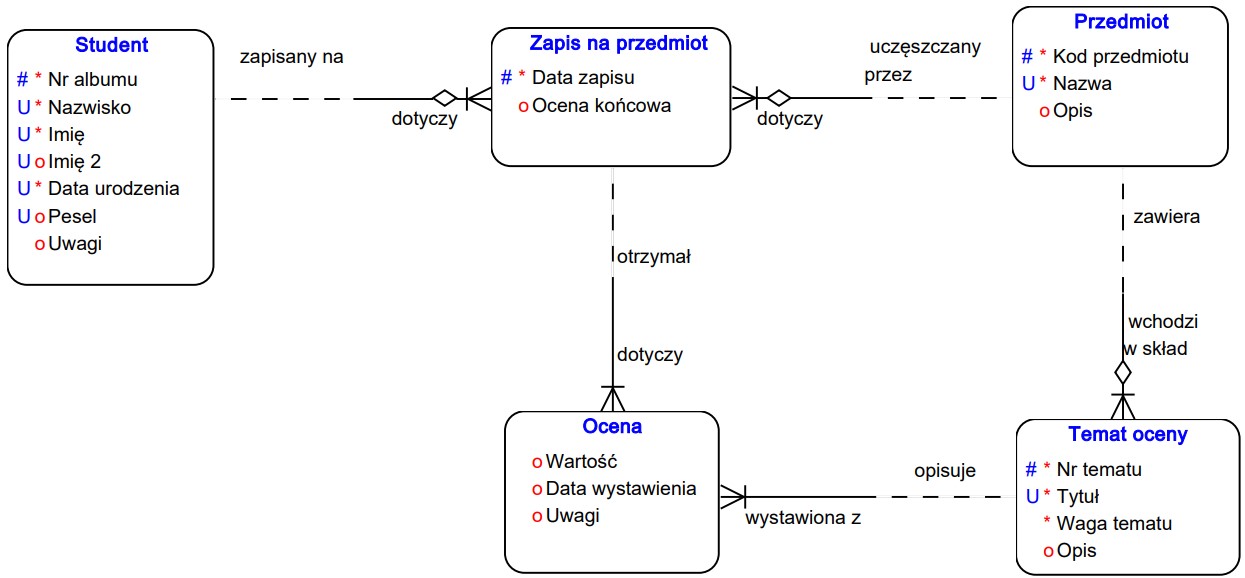 Student
# * Nr albumu
U * Nazwisko
U * Imię
U o Imię 2
U * Data urodzenia
U o Pesel
o Uwagi
zapisany na
dotyczy
Zapis na przedmiot
# * Data zapisu
o Ocena końcowa
uczęszczany
przez
dotyczy
Przedmiot
# * Kod przedmiotu
U * Nazwa
o Opis
otrzymał
dotyczy
zawiera
wchodzi
w skład
Ocena
o Wartość
o Data wystawienia
o Uwagi
opisuje
wystawiona z
Temat oceny
# * Nr tematu
U * Tytuł
* Waga tematu
o Opis